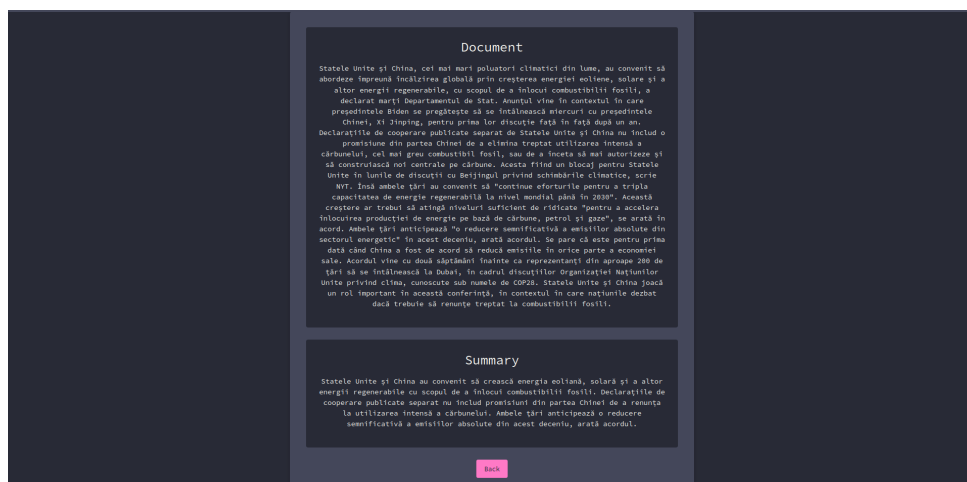 Document
Statele Unite și China, cei mai mari poluatori climatici din lume, au convenit să
abordeze împreună încălzirea globală prin creșterea energiei eoliene, solare și a
altor energii regenerabile, cu scopul de a înlocui combustibilii fosili, a
declarat marți Departamentul de Stat. Anunțul vine în contextul în care
președintele Biden se pregătește să se întâlnească miercuri cu președintele
Chinei, Xi Jinping, pentru prima lor discuție față în față după un an.
Declarațiile de cooperare publicate separat de Statele Unite și China nu includ o
promisiune din partea Chinei de a elimina treptat utilizarea intensă a
cărbunelui, cel mai greu combustibil fosil, sau de a înceta să mai autorizeze și
să construiască noi centrale pe cărbune. Acesta fiind un blocaj pentru Statele
Unite în lunile de discuții cu Beijingul privind schimbările climatice, scrie
NYT. Însă ambele țări au convenit să "continue eforturile pentru a tripla
capacitatea de energie regenerabilă la nivel mondial până în 2030". Această
creștere ar trebui să atingă niveluri suficient de ridicate "pentru a accelera
înlocuirea producției de energie pe bază de cărbune, petrol și gaze", se arată în
acord. Ambele țări anticipează "o reducere semnificativă a emisiilor absolute din
sectorul energetic" în acest deceniu, arată acordul. Se pare că este pentru prima
dată când China a fost de acord să reducă emisiile în orice parte a economiei
sale. Acordul vine cu două săptămâni înainte ca reprezentanți din aproape 200 de
țări să se întâlnească la Dubai, în cadrul discuțiilor Organizației Națiunilor
Unite privind clima, cunoscute sub numele de COP28. Statele Unite și China joacă
un rol important în această conferință, în contextul în care națiunile dezbat
dacă trebuie să renunțe treptat la combustibilii fosili.
Summary
Statele Unite și China au convenit să crească energia eoliană, solară și a altor
energii regenerabile cu scopul de a înlocui combustibilii fosili. Declarațiile de
cooperare publicate separat nu includ promisiuni din partea Chinei de a renunța
la utilizarea intensă a cărbunelui. Ambele țări anticipează o reducere
semnificativă a emisiilor absolute din acest deceniu, arată acordul.
Back